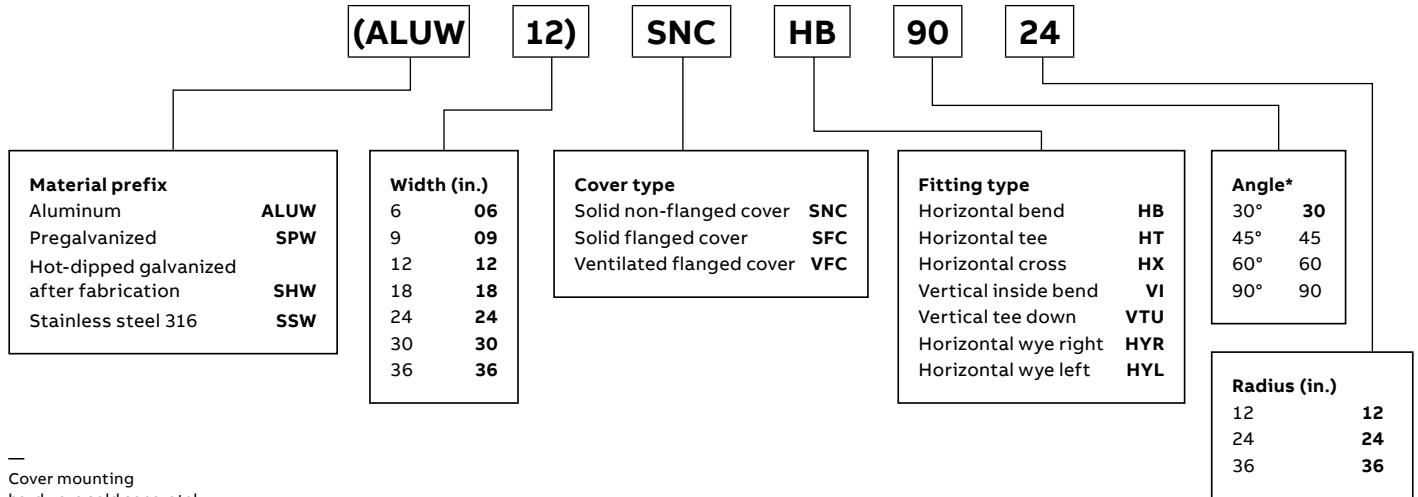 (ALUW 12) SNC HB 90 24
Material prefix
Aluminum ALUW
Pregalvanized SPW
Hot-dipped galvanized
after fabrication SHW
Stainless steel 316 SSW
Width (in.)
6 06
9 09
12 12
18 18
24 24
30 30
36 36
Cover type
Solid non-flanged cover SNC
Solid flanged cover SFC
Ventilated flanged cover VFC
Fitting type
Horizontal bend HB
Horizontal tee HT
Horizontal cross HX
Vertical inside bend VI
Vertical tee down VTU
Horizontal wye right HYR
Horizontal wye left HYL
Angle*
30° 30
45° 45
60° 60
90° 90
Radius (in.)
12 12
24 24
36 36
—
Cover mounting